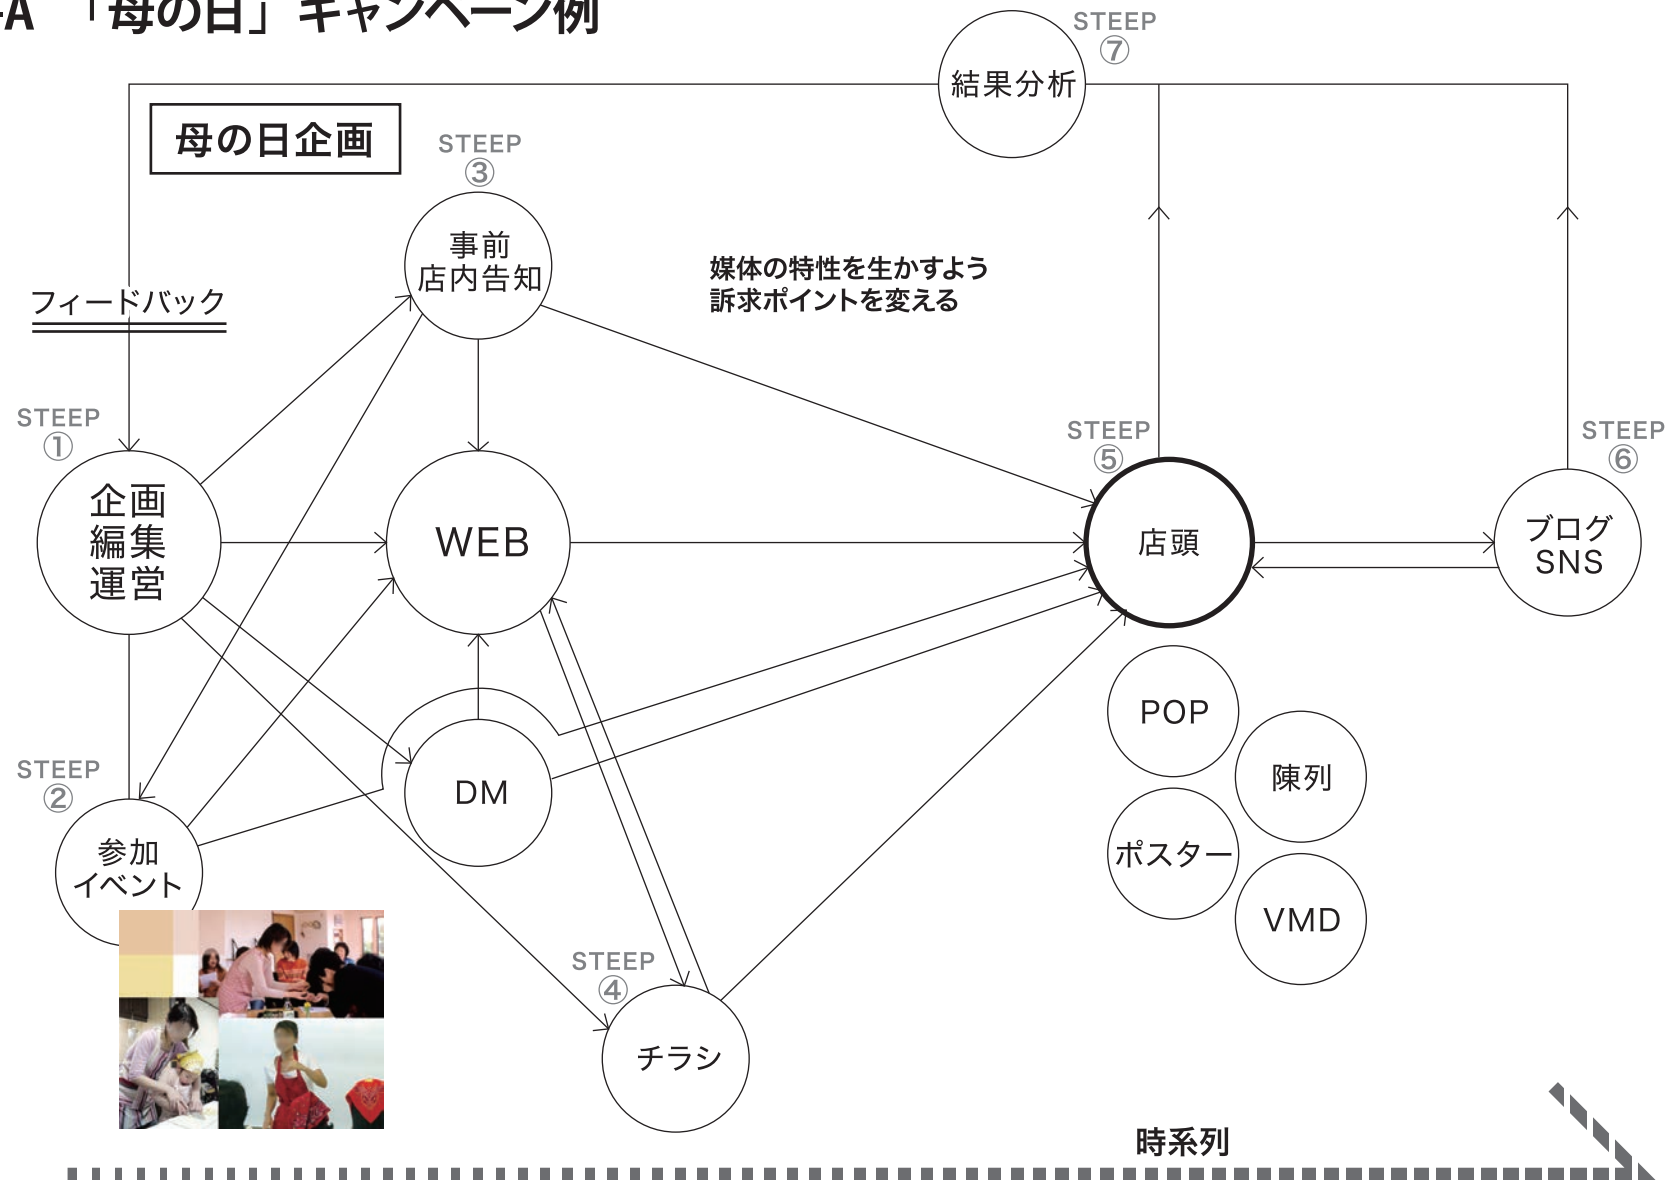 -A 「母の日」キャンペーン例
STEEP
⑦
結果分析
母の日企画
STEEP
③
事前
店内告知
媒体の特性を生かすよう
訴求ポイントを変える
フィードバック
STEEP
①
企画
編集
運営
WEB
STEEP
⑤
店頭
STEEP
⑥
ブログ
SNS
STEEP
②
参加
イベント
DM
POP
陳列
ポスター
VMD
STEEP
④
チラシ
時系列